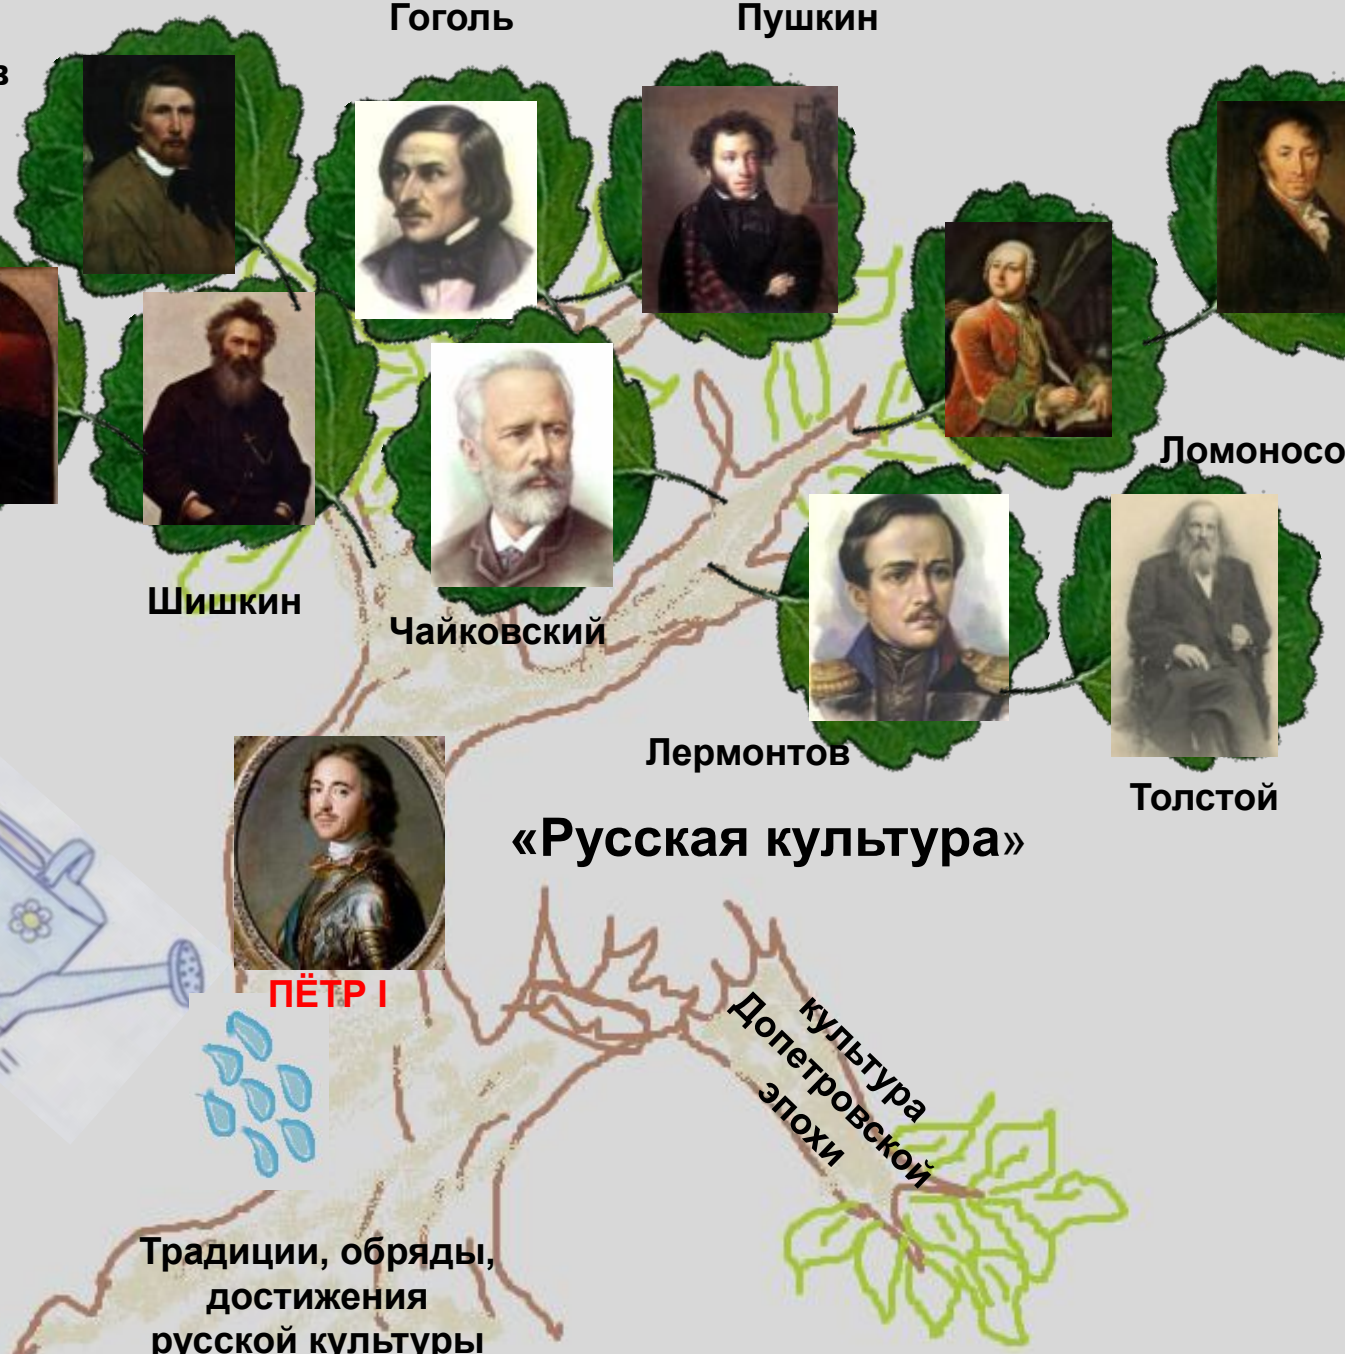 Гоголь
Пушкин
в
Ломоносо
Шишкин
Чайковский
Лермонтов
Толстой
«Русская культура»
ПЁТР I
культура
Допетровской
эпохи
Традиции, обряды,
достижения
русской культуры